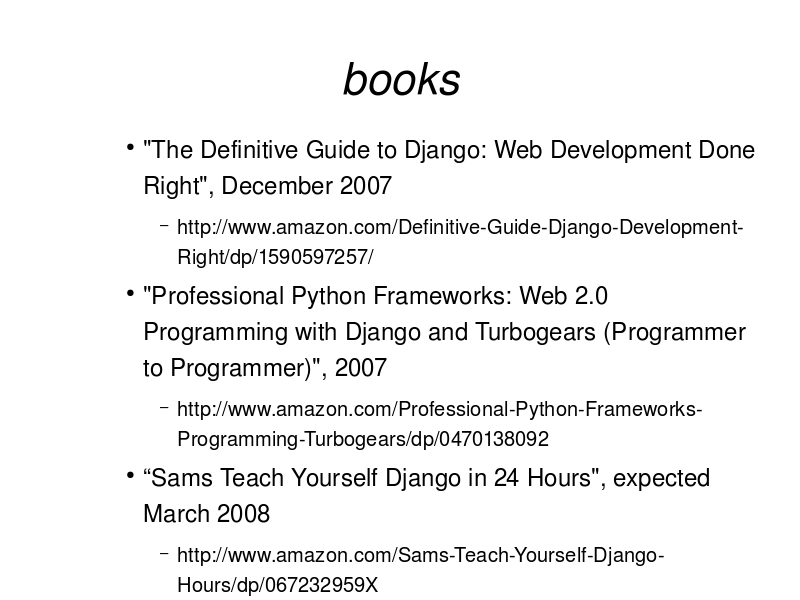 books
• "The Definitive Guide to Django: Web Development Done
Right", December 2007
– http://www.amazon.com/Definitive-Guide-Django-Development-
Right/dp/1590597257/
• "Professional Python Frameworks: Web 2.0
Programming with Django and Turbogears (Programmer
to Programmer)", 2007
– http://www.amazon.com/Professional-Python-Frameworks-
Programming-Turbogears/dp/0470138092
• “Sams Teach Yourself Django in 24 Hours", expected
March 2008
– http://www.amazon.com/Sams-Teach-Yourself-Django-
Hours/dp/067232959X